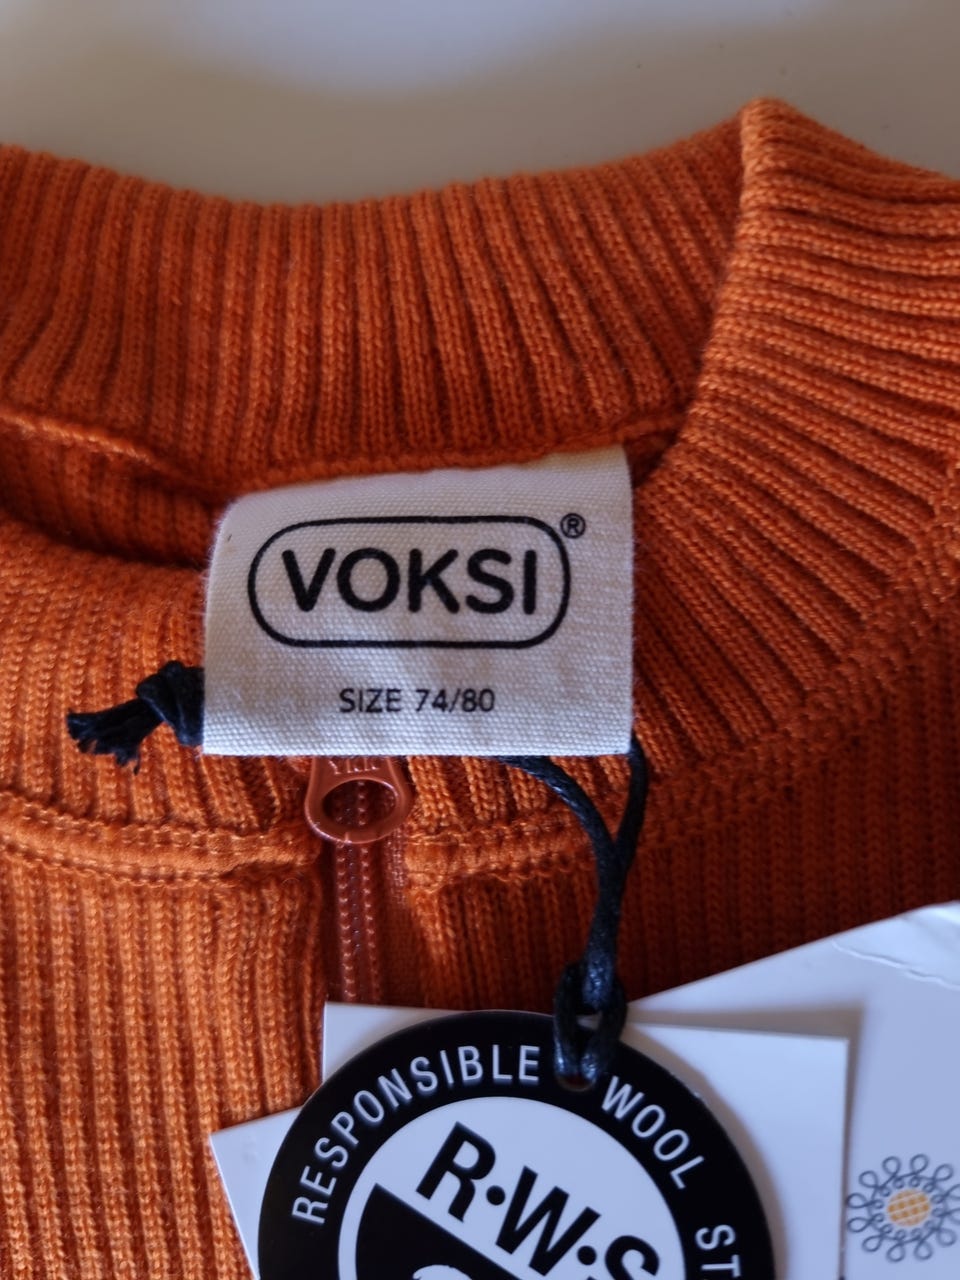 VOKSI®
SIZE 74/80
RESPONSIBLE WOOL
R·W·S